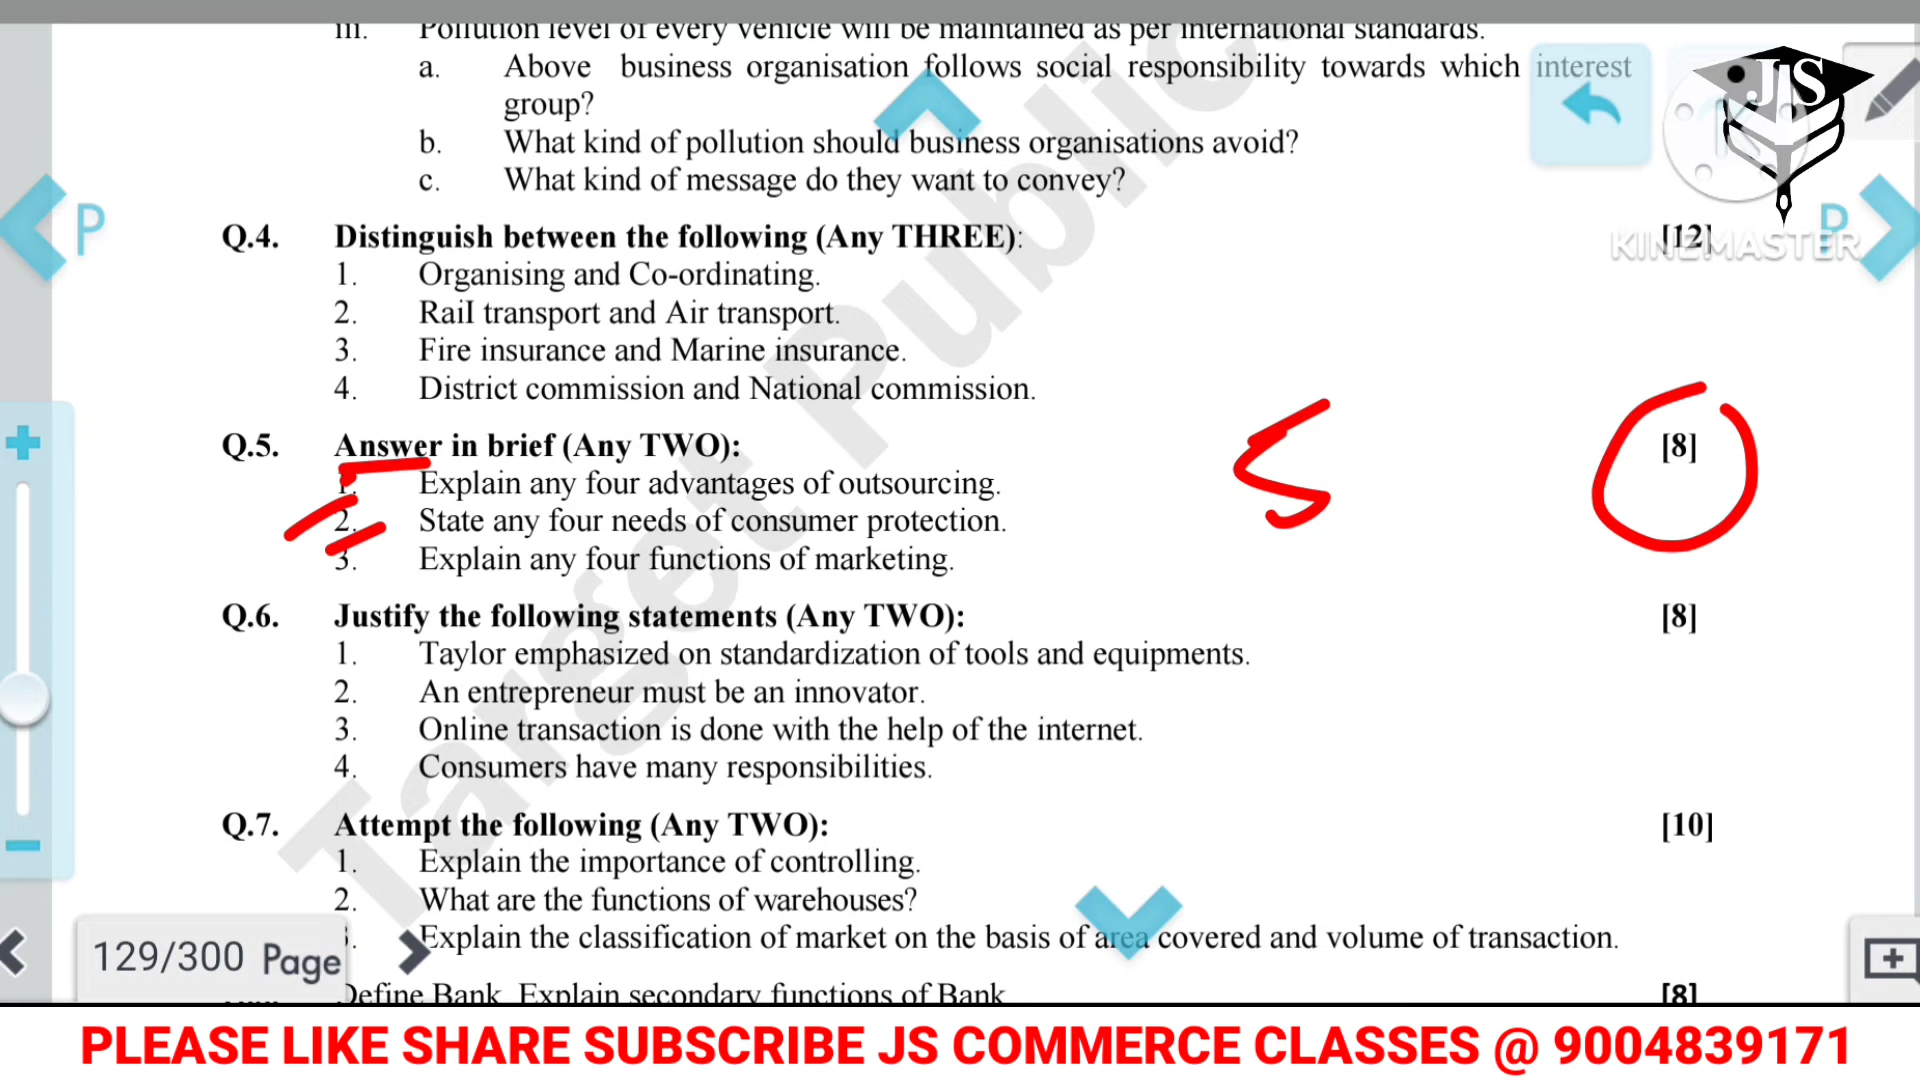 iii. Pollution level of every vehicle will be maintained as per international standards.
a. Above business organisation follows social responsibility towards which interest
group?
b. What kind of pollution should business organisations avoid?
c. What kind of message do they want to convey?
JS
P
P
KINEMASTER
Q.4. Distinguish between the following (Any THREE): [12]
1. Organising and Co-ordinating.
2. Rail transport and Air transport.
3. Fire insurance and Marine insurance.
4. District commission and National commission.
Q.5. Answer in brief (Any TWO): [8]
1. Explain any four advantages of outsourcing.
2. State any four needs of consumer protection.
3. Explain any four functions of marketing.
Q.6. Justify the following statements (Any TWO): [8]
1. Taylor emphasized on standardization of tools and equipments.
2. An entrepreneur must be an innovator.
3. Online transaction is done with the help of the internet.
4. Consumers have many responsibilities.
Q.7. Attempt the following (Any TWO): [10]
1. Explain the importance of controlling.
2. What are the functions of warehouses?
Explain the classification of market on the basis of area covered and volume of transaction.
129/300 Page
Define Bank. Explain secondary functions of Bank [8]
Target Public
PLEASE LIKE SHARE SUBSCRIBE JS COMMERCE CLASSES @ 9004839171